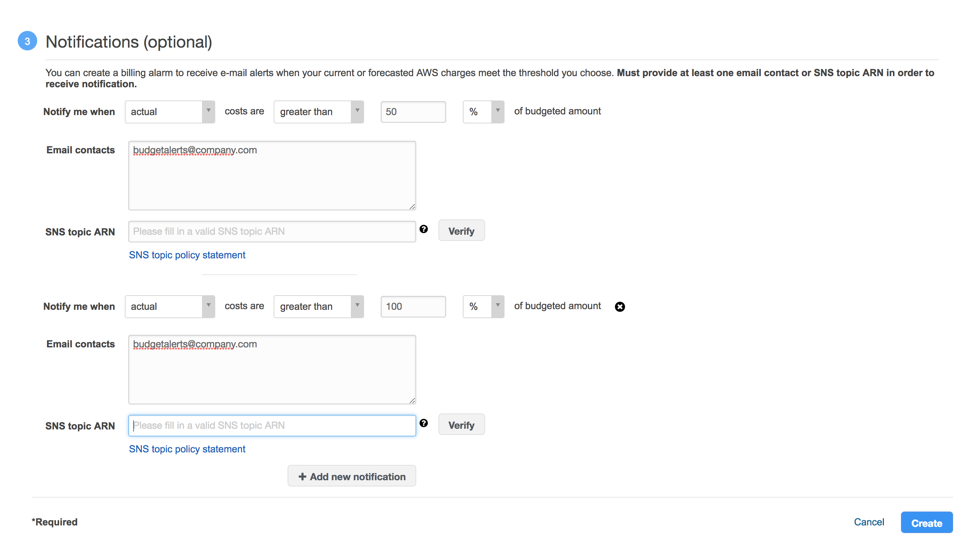 3 Notifications (optional)
You can create a billing alarm to receive e-mail alerts when your current or forecasted AWS charges meet the threshold you choose. Must provide at least one email contact or SNS topic ARN in order to
receive notification.
Notify me when actual costs are greater than 50 % of budgeted amount
Email contacts budgetalerts@company.com
SNS topic ARN Please fill in a valid SNS topic ARN ? Verify
SNS topic policy statement
Notify me when actual costs are greater than 100 % of budgeted amount
Email contacts budgetalerts@company.com
SNS topic ARN Please fill in a valid SNS topic ARN ? Verify
SNS topic policy statement
+ Add new notification
*Required Cancel Create